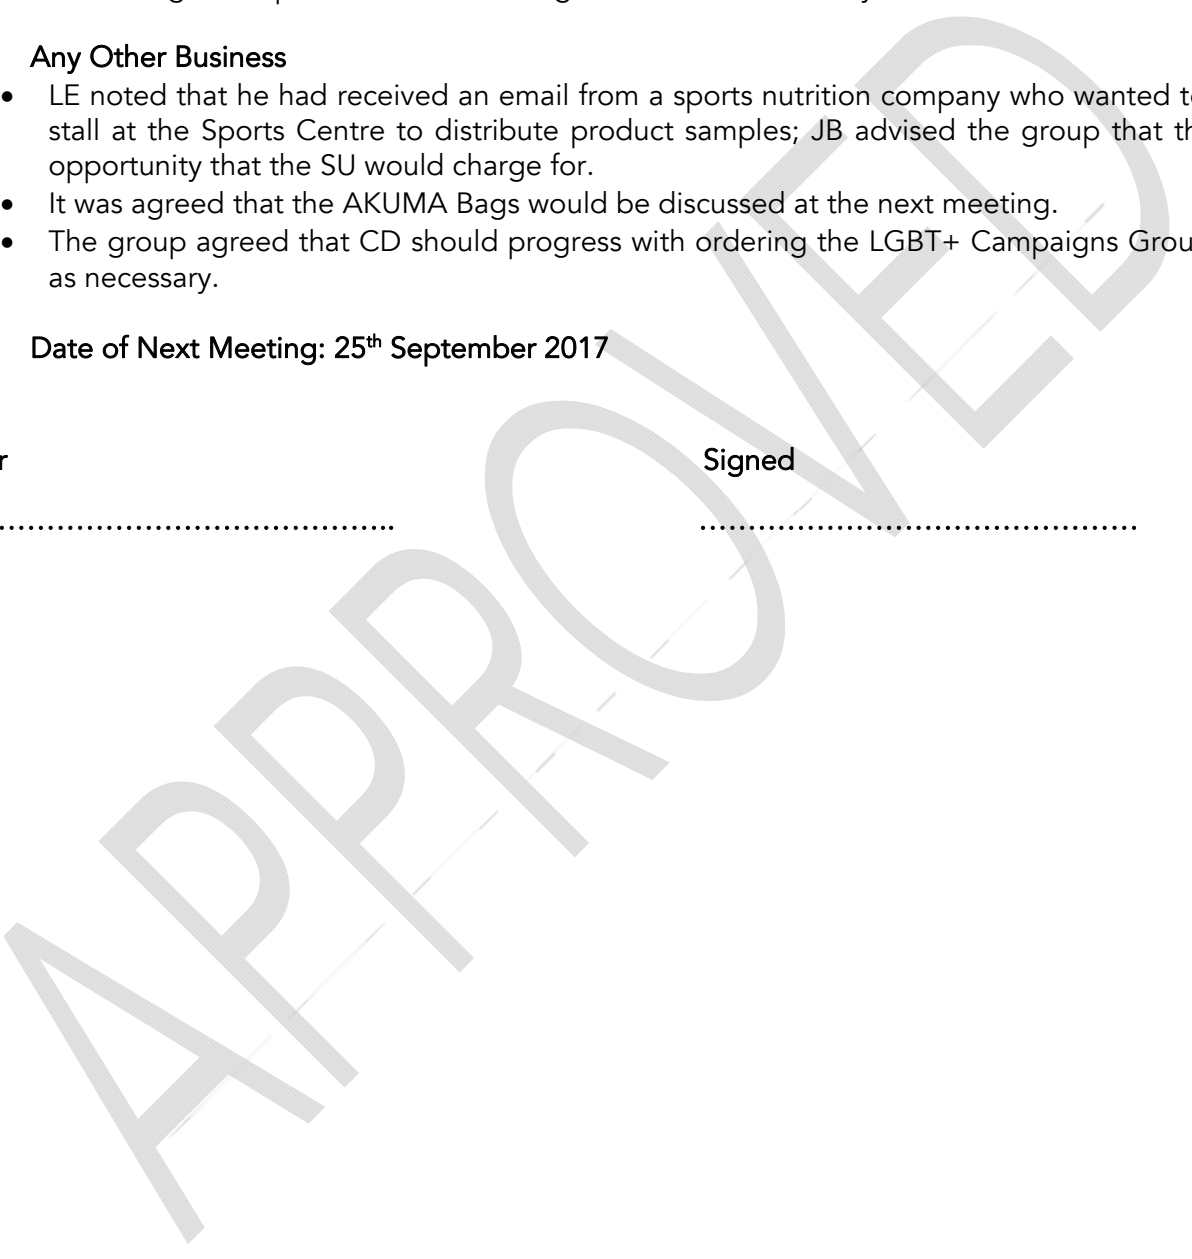 Any Other Business
• LE noted that he had received an email from a sports nutrition company who wanted
stall at the Sports Centre to distribute product samples; JB advised the group that
opportunity that the SU would charge for.
• It was agreed that the AKUMA Bags would be discussed at the next meeting.
• The group agreed that CD should progress with ordering the LGBT+ Campaigns
as necessary.
Date of Next Meeting: 25th September 2017
Signed
……………………………………..
………………………………………
APPROVED